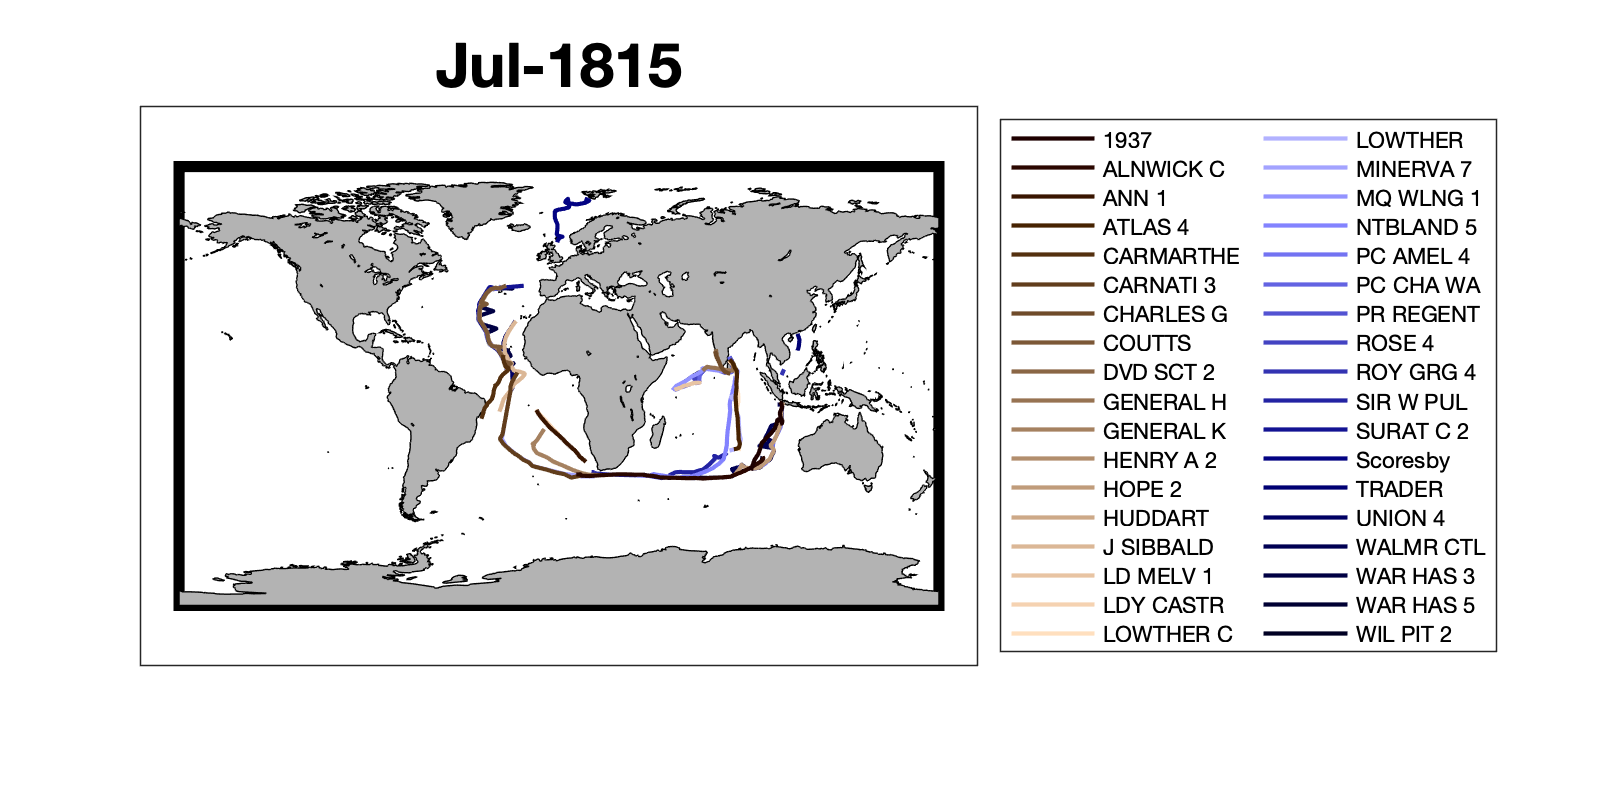 Jul-1815
1937
ALNWICK C
ANN 1
ATLAS 4
CARMARTHE
CARNATI 3
CHARLES G
COUTTS
DVD SCT 2
GENERAL H
GENERAL K
HENRY A 2
HOPE 2
HUDDART
J SIBBALD
LD MELV 1
LDY CASTR
LOWTHER C
LOWTHER
MINERVA 7
MQ WLNG 1
NTBLAND 5
PC AMEL 4
PC CHA WA
PR REGENT
ROSE 4
ROY GRG 4
SIR W PUL
SURAT C 2
Scoresby
TRADER
UNION 4
WALMR CTL
WAR HAS 3
WAR HAS 5
WIL PIT 2